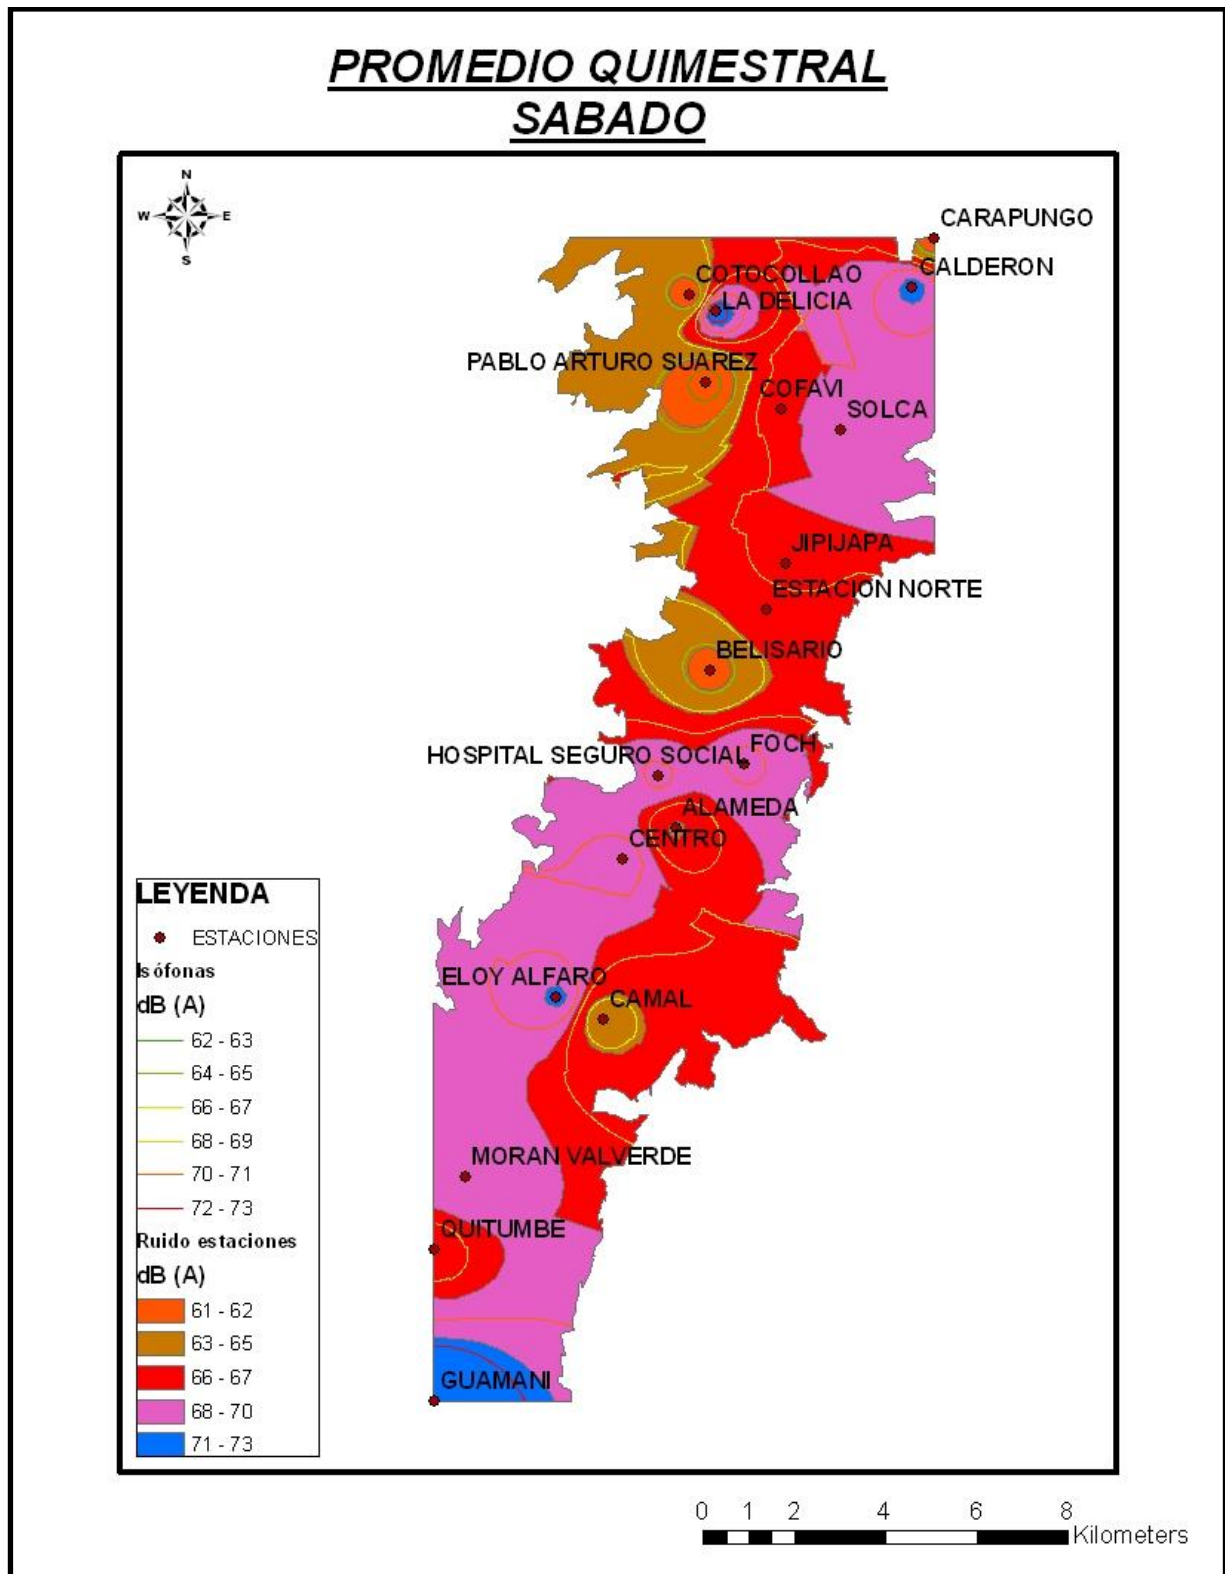 PROMEDIO QUIMESTRAL
SABADO
N
W E
S
CARAPUNGO
CALDERON
COTOCOLLAO
LA DELICIA
PABLO ARTURO SUAREZ
COFAVI
SOLCA
JIPIJAPA
ESTACION NORTE
BELISARIO
FOCH
HOSPITAL SEGURO SOCIAL
ALAMEDA
CENTRO
ELOY ALFARO
CAMAL
MORAN VALVERDE
QUITUMBE
GUAMANI
LEYENDA
ESTACIONES
Isófonas
dB (A)
62 - 63
64 - 65
66 - 67
68 - 69
70 - 71
72 - 73
Ruido estaciones
dB (A)
61 - 62
63 - 65
66 - 67
68 - 70
71 - 73
0 1 2 4 6 8
Kilometers